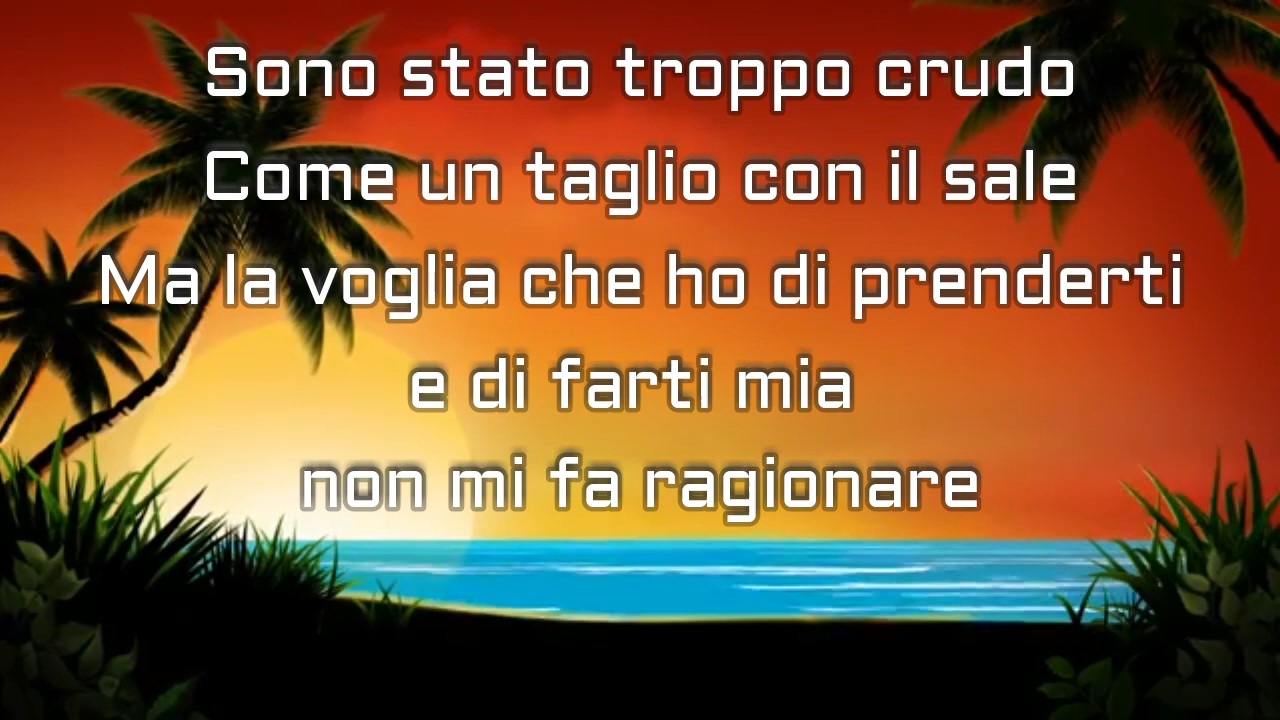 Sono stato troppo crudo
Come un taglio con il sale
Ma la voglia che ho di prenderti
e di farti mia
non mi fa ragionare